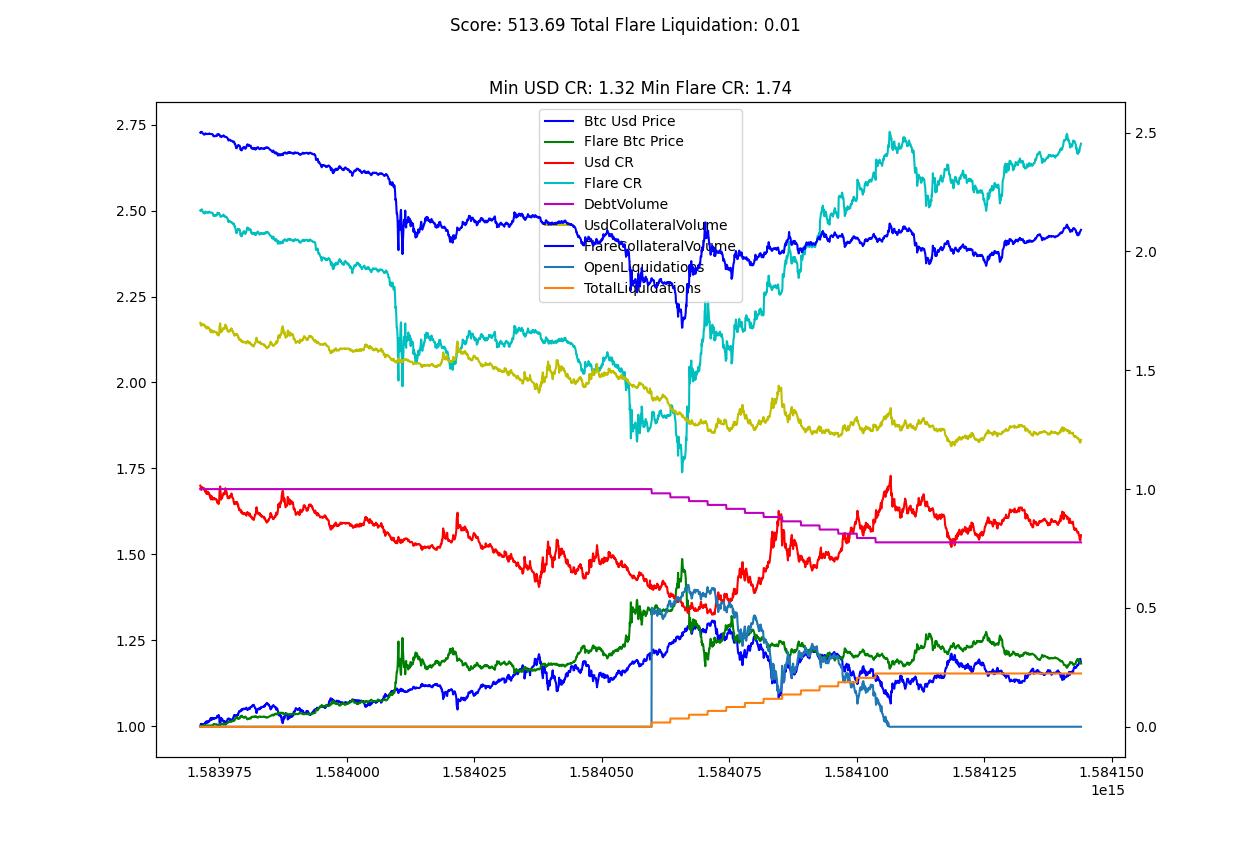 Score: 513.69 Total Flare Liquidation: 0.01
Min USD CR: 1.32 Min Flare CR: 1.74
Btc Usd Price
Flare Btc Price
Usd CR
Flare CR
DebtVolume
UsdCollateralVolume
FlareCollateralVolume
OpenLiquidations
TotalLiquidations
2.75
2.50
2.25
2.00
1.75
1.50
1.25
1.00
2.5
2.0
1.5
1.0
0.5
0.0
1.583975
1.584000
1.584025
1.584050
1.584075
1.584100
1.584125
1.584150
1e15